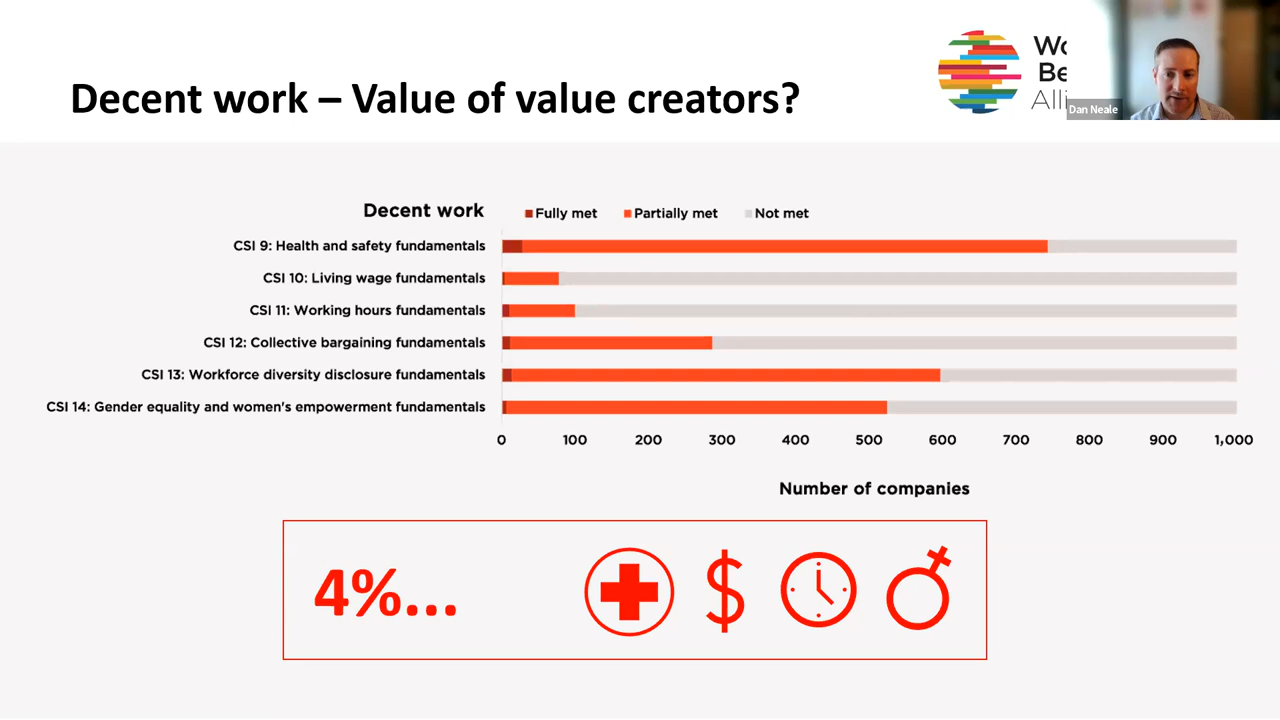 Decent work – Value of value creators?
Dan Neale
Decent work
Fully met
Partially met
Not met
CSI 9: Health and safety fundamentals
CSI 10: Living wage fundamentals
CSI 11: Working hours fundamentals
CSI 12: Collective bargaining fundamentals
CSI 13: Workforce diversity disclosure fundamentals
CSI 14: Gender equality and women's empowerment fundamentals
0 100 200 300 400 500 600 700 800 900 1,000
Number of companies
4%...
$